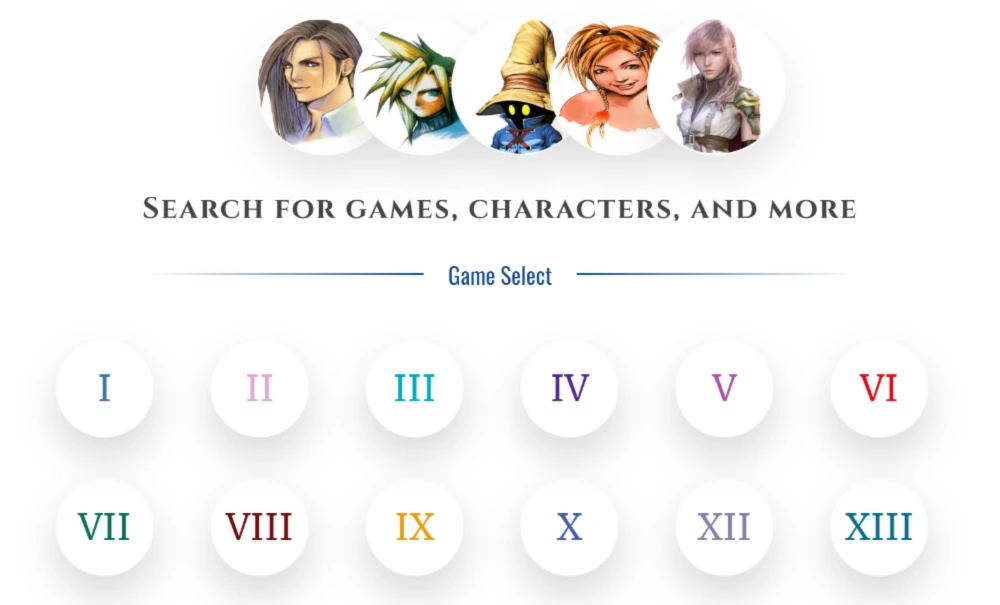 Search for games, characters, and more
Game Select
I II III IV V VI
VII VIII IX X XII XIII